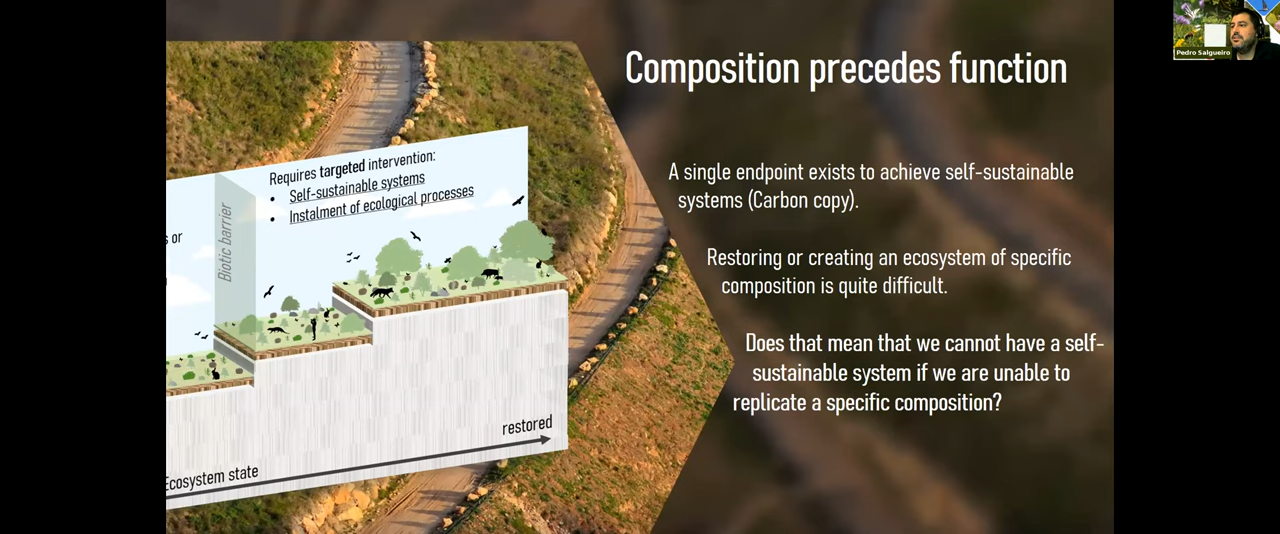 Composition precedes function
Requires targeted intervention:
• Self-sustainable systems
• Instalment of ecological processes
Biotic barrier
s or
A single endpoint exists to achieve self-sustainable
systems (Carbon copy).
Restoring or creating an ecosystem of specific
composition is quite difficult.
Does that mean that we cannot have a self-
sustainable system if we are unable to
replicate a specific composition?
restored
Ecosystem state
Pedro Salgueiro